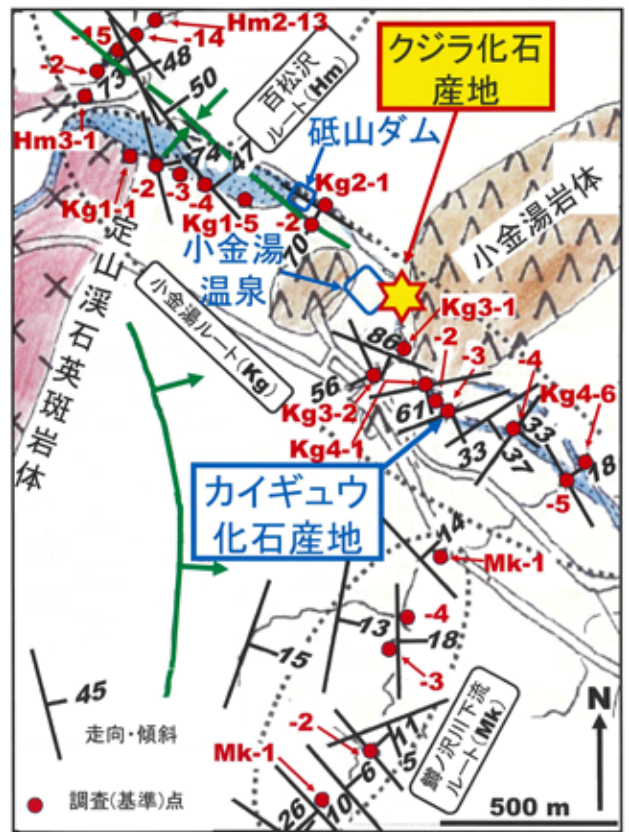 Hm2-13
-15
-14
-2
73
48
50
Hm3-1
百松沢
ルート(Hm)
クジラ化石
産地
砥山ダム
74
47
-2
-3
-4
Kg1-1
Kg1-5
Kg2-1
-2
70
小金湯
温泉
小金湯岩体
定山渓石英斑岩体
小金湯ルート(Kg)
Kg3-1
86
-2
-3
-4
56
Kg3-2
61
Kg4-1
Kg4-6
33
33
37
18
-5
カイギュウ
化石産地
14
Mk-1
-4
13
18
15
-3
45
走向・傾斜
-2
11
5
6
鱒ノ沢川下流
ルート(Mk)
N
Mk-1
26
10
調査(基準)点
500 m